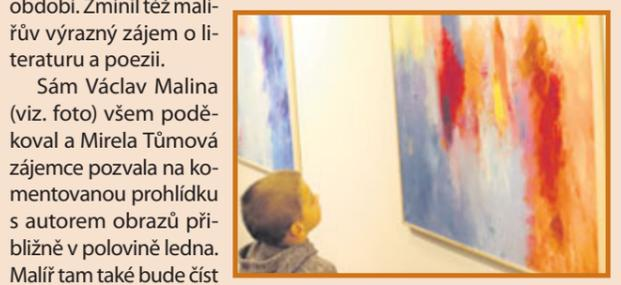 období. Zmínil též malí-
řův výrazný zájem o li-
teraturu a poezii.
Sám Václav Malina
(viz. foto) všem podě-
koval a Mirela Tůmová
zájemce pozvala na ko-
mentovanou prohlídku
s autorem obrazů při-
bližně v polovině ledna.
Malíř tam také bude číst